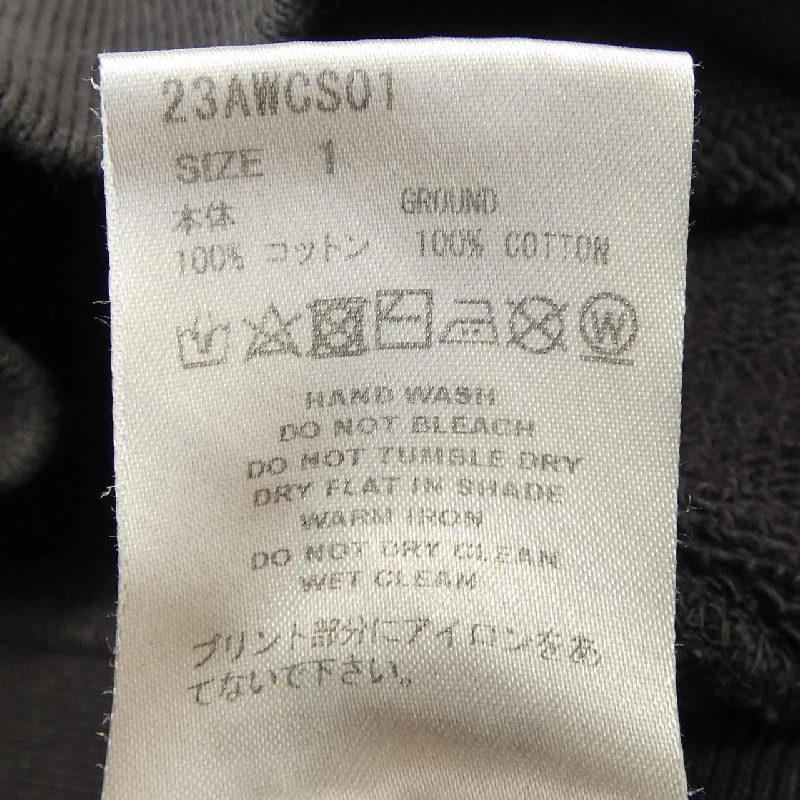 23AWCS01
SIZE 1
本体 GROUND
100% コットン 100% COTTON
W
HAND WASH
DO NOT BLEACH
DO NOT TUMBLE DRY
DRY FLAT IN SHADE
WARM IRON
DO NOT DRY CLEAN
WET CLEAN
プリント部分にアイロンをあ
てないで下さい。